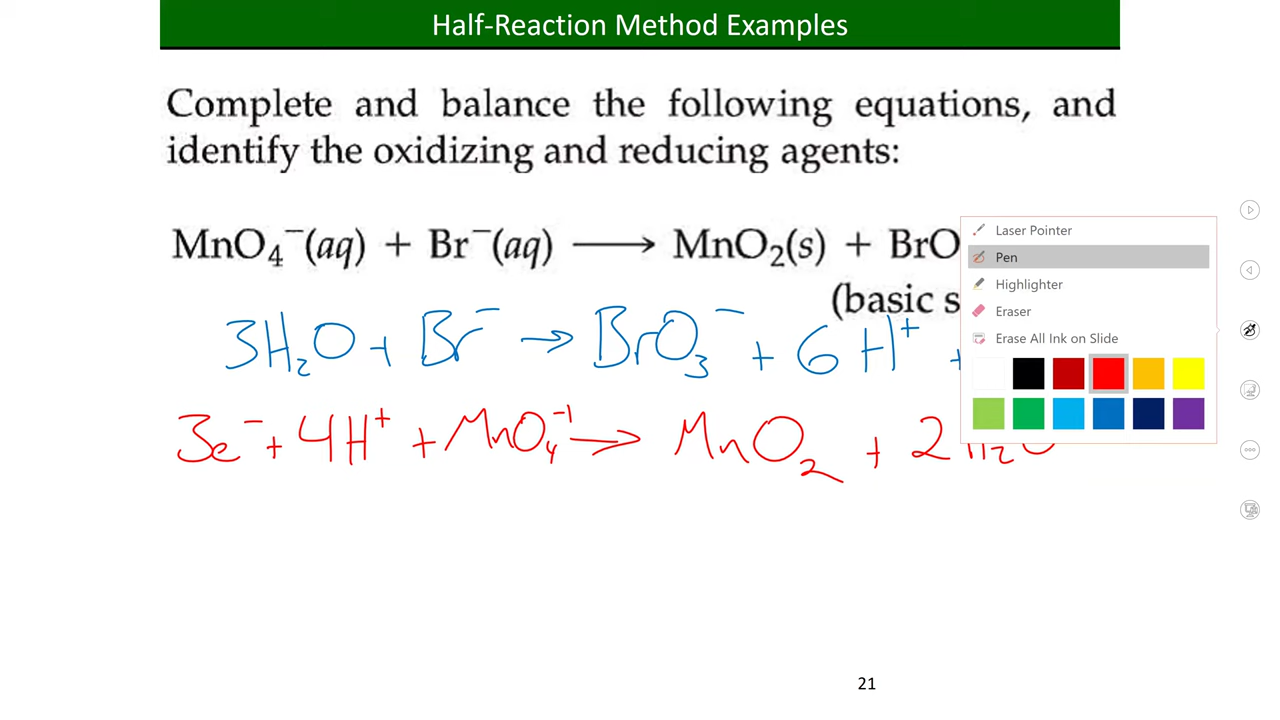 Half-Reaction Method Examples
Complete and balance the following equations, and
identify the oxidizing and reducing agents:
MnO₄⁻(aq) + Br⁻(aq) ⟶ MnO₂(s) + BrO
(basic s
3H₂O + Br⁻ → BrO₃⁻ + 6H⁺ +
3e⁻ + 4H⁺ + MnO₄⁻¹ → MnO₂ + 2H₂O
Laser Pointer
Pen
Highlighter
Eraser
Erase All Ink on Slide
21